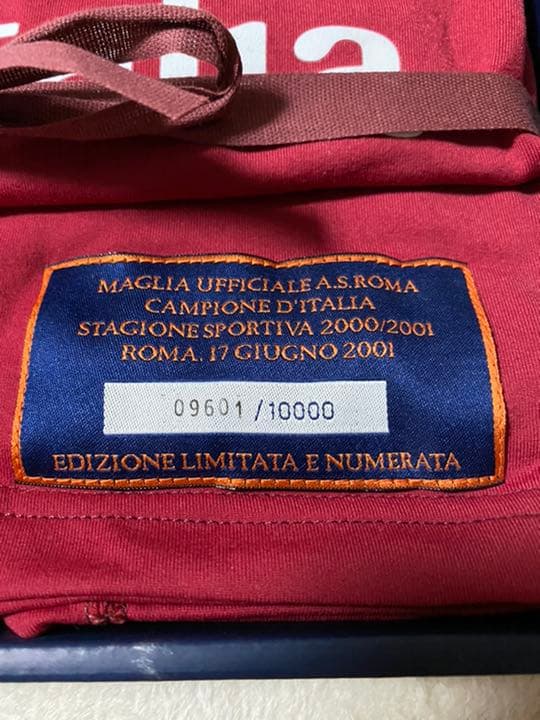 MAGLIA UFFICIALE A.S.ROMA
CAMPIONE D'ITALIA
STAGIONE SPORTIVA 2000/2001
ROMA, 17 GIUGNO 2001
09601 /10000
EDIZIONE LIMITATA E NUMERATA